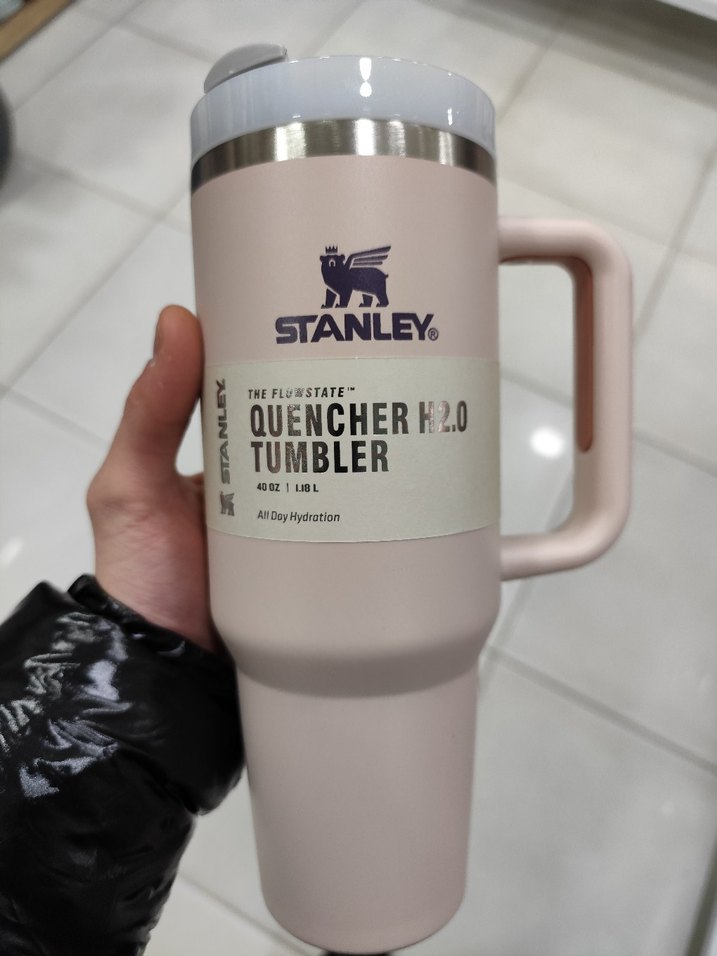 STANLEY®
STANLEY
THE FLOWSTATE™
QUENCHER H2.0
TUMBLER
40 OZ | 1.18 L
All Day Hydration